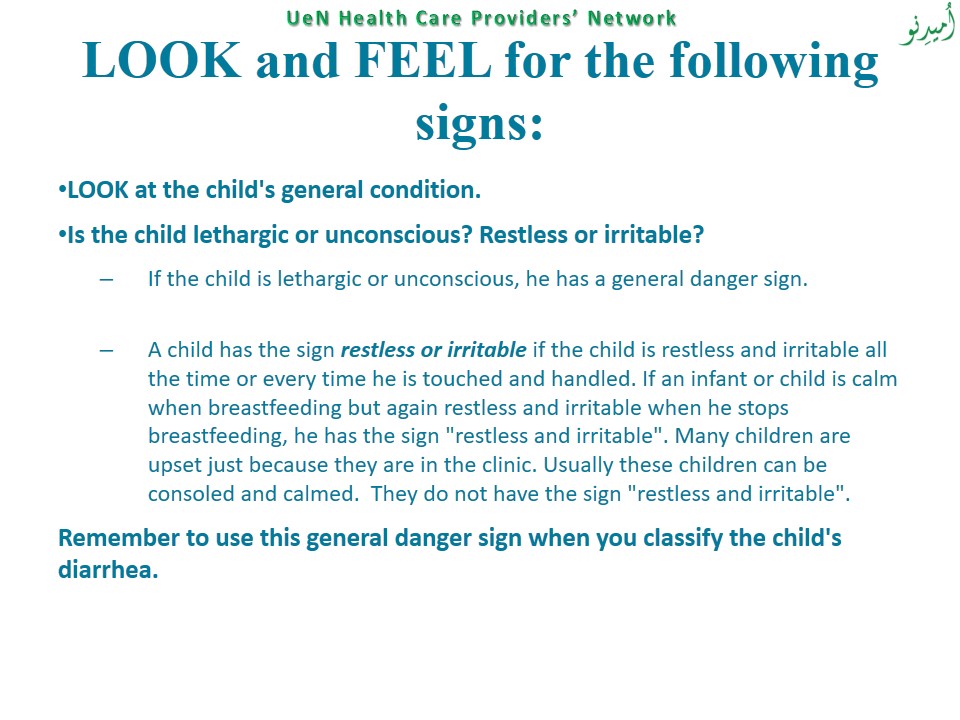 UeN Health Care Providers’ Network
اُمیدِنو
LOOK and FEEL for the following
signs:
•LOOK at the child's general condition.
•Is the child lethargic or unconscious? Restless or irritable?
– If the child is lethargic or unconscious, he has a general danger sign.
– A child has the sign restless or irritable if the child is restless and irritable all
the time or every time he is touched and handled. If an infant or child is calm
when breastfeeding but again restless and irritable when he stops
breastfeeding, he has the sign "restless and irritable". Many children are
upset just because they are in the clinic. Usually these children can be
consoled and calmed.  They do not have the sign "restless and irritable".
Remember to use this general danger sign when you classify the child's
diarrhea.